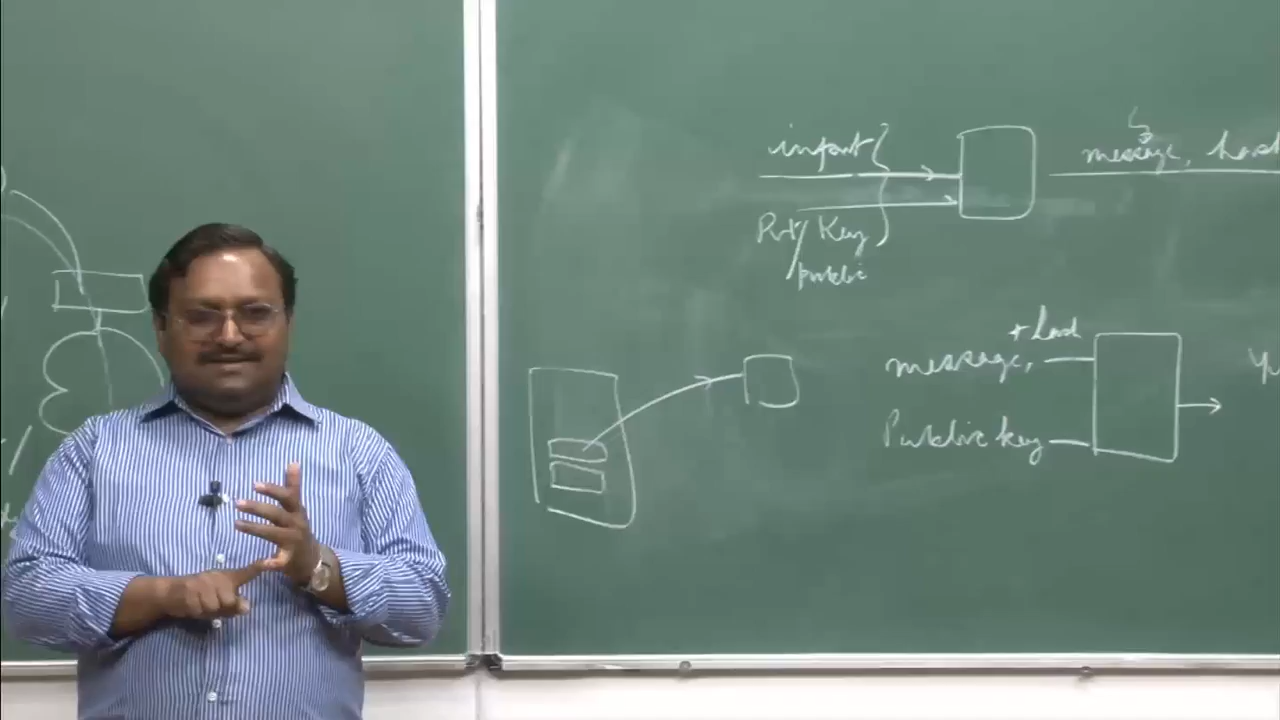 input
message, hash
Pvt/ Key
public
+ hash
message,
Public key